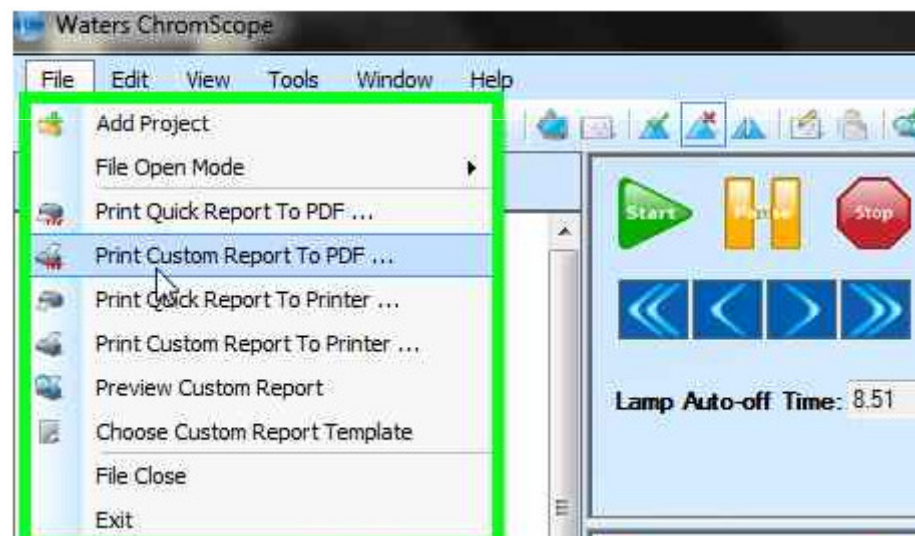 Waters ChromScope
File Edit View Tools Window Help
Add Project
File Open Mode
Print Quick Report To PDF ...
Print Custom Report To PDF ...
Print Quick Report To Printer ...
Print Custom Report To Printer ...
Preview Custom Report
Choose Custom Report Template
File Close
Exit
Start Pause Stop
Lamp Auto-off Time: 8.51